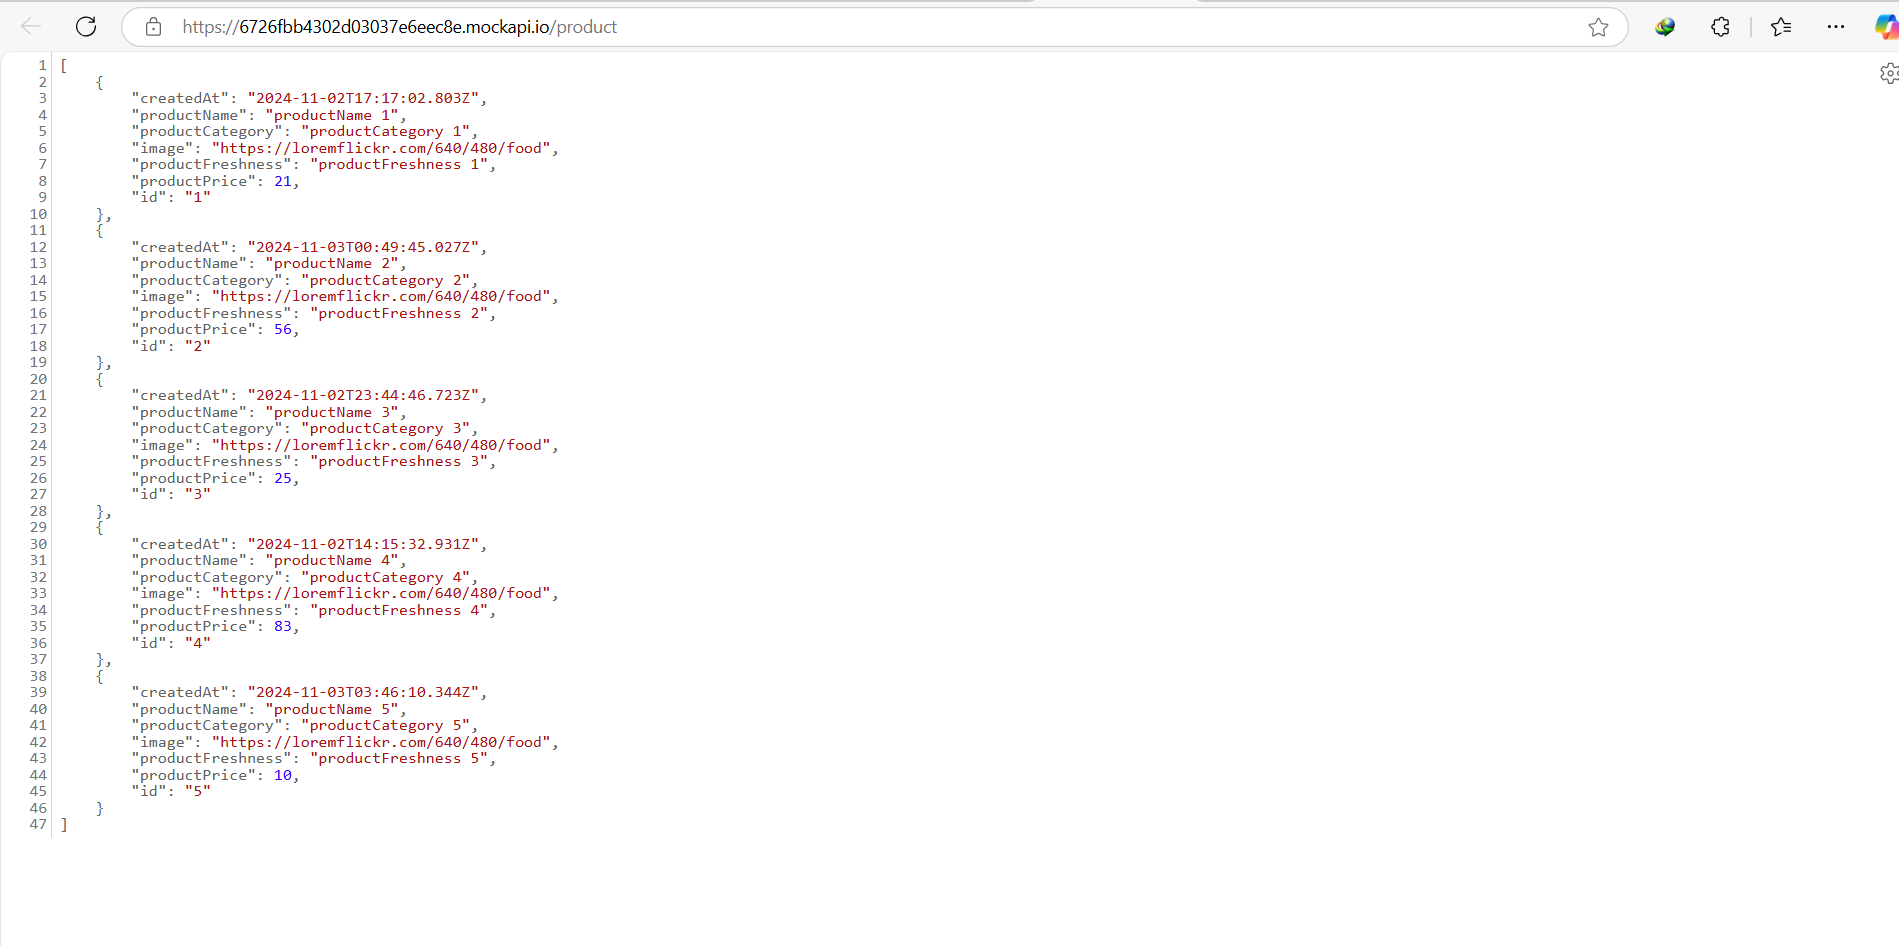 https://6726fbb4302d03037e6eec8e.mockapi.io/product
1 [
2     {
3         "createdAt": "2024-11-02T17:17:02.803Z",
4         "productName": "productName 1",
5         "productCategory": "productCategory 1",
6         "image": "https://loremflickr.com/640/480/food",
7         "productFreshness": "productFreshness 1",
8         "productPrice": 21,
9         "id": "1"
10     },
11     {
12         "createdAt": "2024-11-03T00:49:45.027Z",
13         "productName": "productName 2",
14         "productCategory": "productCategory 2",
15         "image": "https://loremflickr.com/640/480/food",
16         "productFreshness": "productFreshness 2",
17         "productPrice": 56,
18         "id": "2"
19     },
20     {
21         "createdAt": "2024-11-02T23:44:46.723Z",
22         "productName": "productName 3",
23         "productCategory": "productCategory 3",
24         "image": "https://loremflickr.com/640/480/food",
25         "productFreshness": "productFreshness 3",
26         "productPrice": 25,
27         "id": "3"
28     },
29     {
30         "createdAt": "2024-11-02T14:15:32.931Z",
31         "productName": "productName 4",
32         "productCategory": "productCategory 4",
33         "image": "https://loremflickr.com/640/480/food",
34         "productFreshness": "productFreshness 4",
35         "productPrice": 83,
36         "id": "4"
37     },
38     {
39         "createdAt": "2024-11-03T03:46:10.344Z",
40         "productName": "productName 5",
41         "productCategory": "productCategory 5",
42         "image": "https://loremflickr.com/640/480/food",
43         "productFreshness": "productFreshness 5",
44         "productPrice": 10,
45         "id": "5"
46     }
47 ]